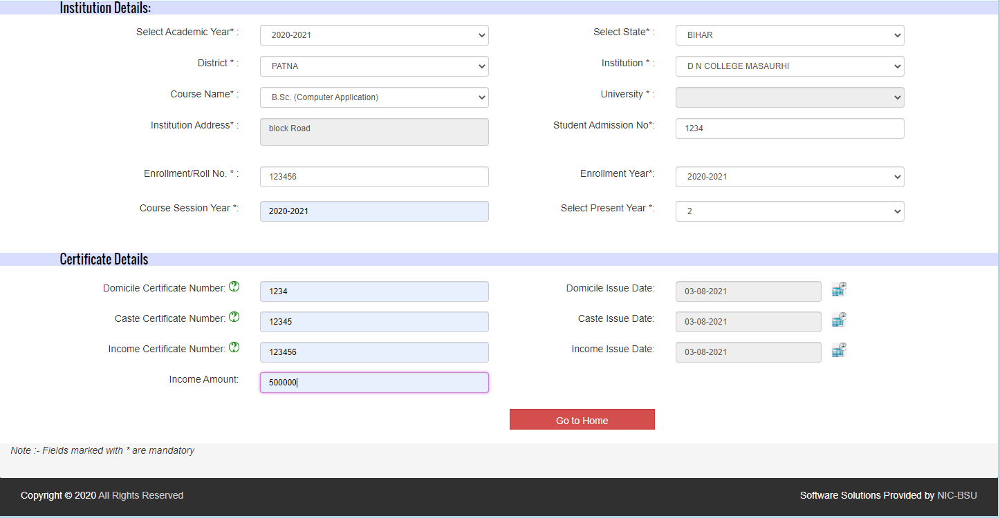 Institution Details:
Select Academic Year* : 2020-2021 Select State* : BIHAR
District * : PATNA Institution * : D N COLLEGE MASAURHI
Course Name* : B.Sc. (Computer Application) University * :
Institution Address* : block Road Student Admission No*: 1234
Enrollment/Roll No. * : 123456 Enrollment Year*: 2020-2021
Course Session Year *: 2020-2021 Select Present Year *: 2
Certificate Details
Domicile Certificate Number: 1234 Domicile Issue Date: 03-08-2021
Caste Certificate Number: 12345 Caste Issue Date: 03-08-2021
Income Certificate Number: 123456 Income Issue Date: 03-08-2021
Income Amount: 500000
Go to Home
Note :- Fields marked with * are mandatory
Copyright © 2020 All Rights Reserved Software Solutions Provided by NIC-BSU